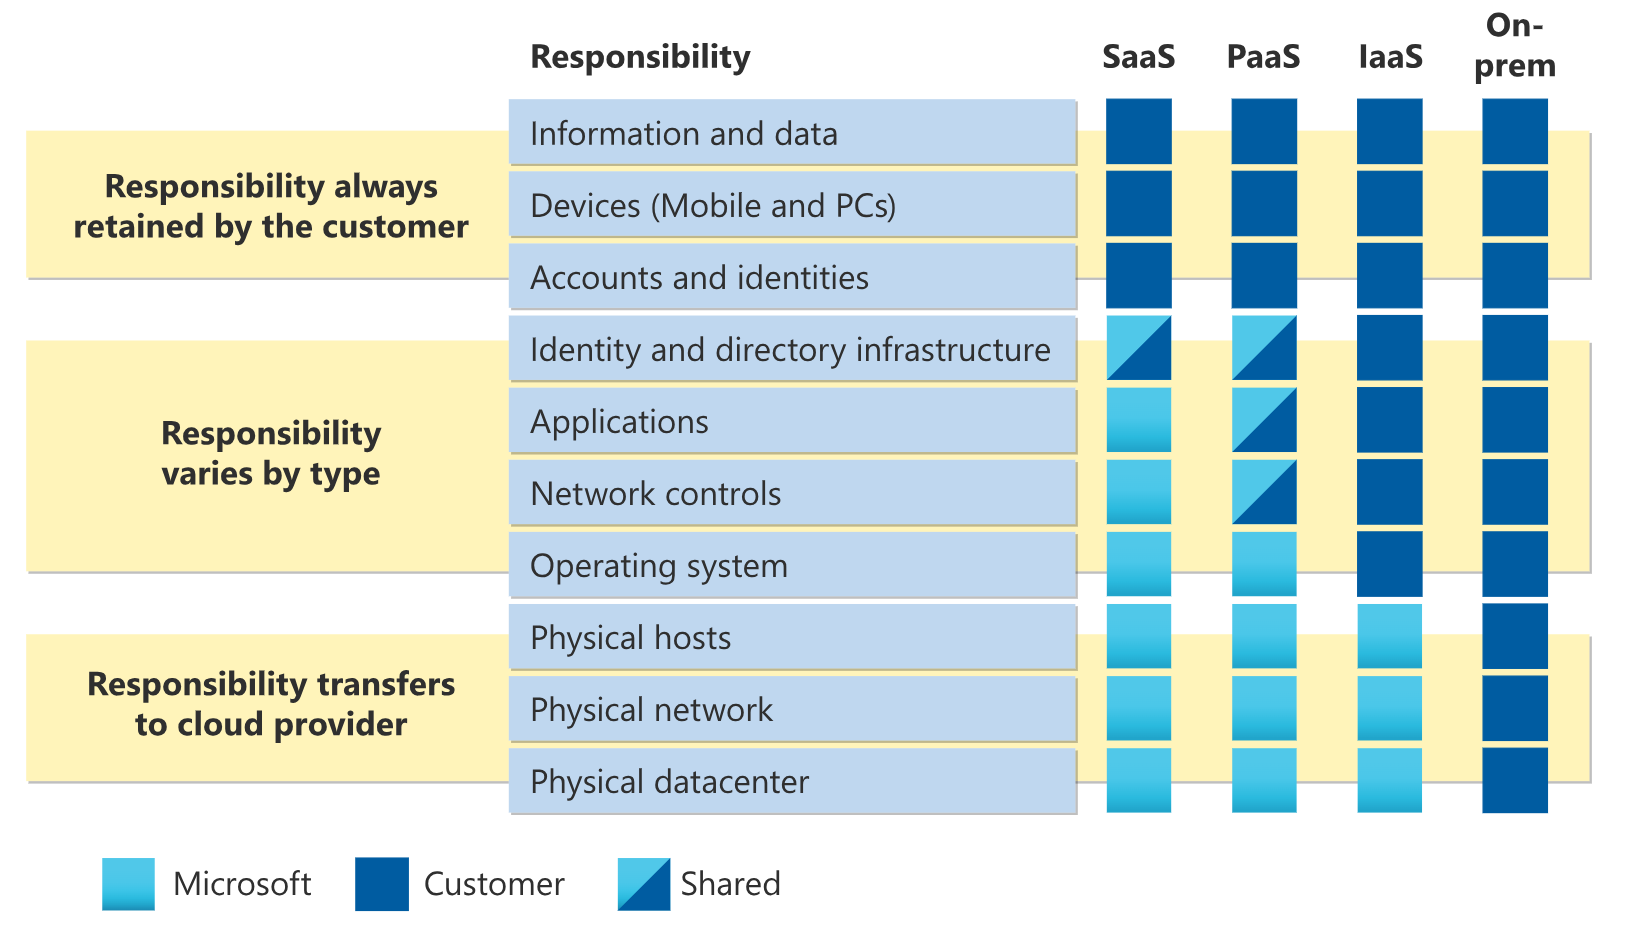 Responsibility SaaS PaaS IaaS On-
prem
Responsibility always
retained by the customer
Information and data
Devices (Mobile and PCs)
Accounts and identities
Responsibility
varies by type
Identity and directory infrastructure
Applications
Network controls
Operating system
Responsibility transfers
to cloud provider
Physical hosts
Physical network
Physical datacenter
Microsoft Customer Shared